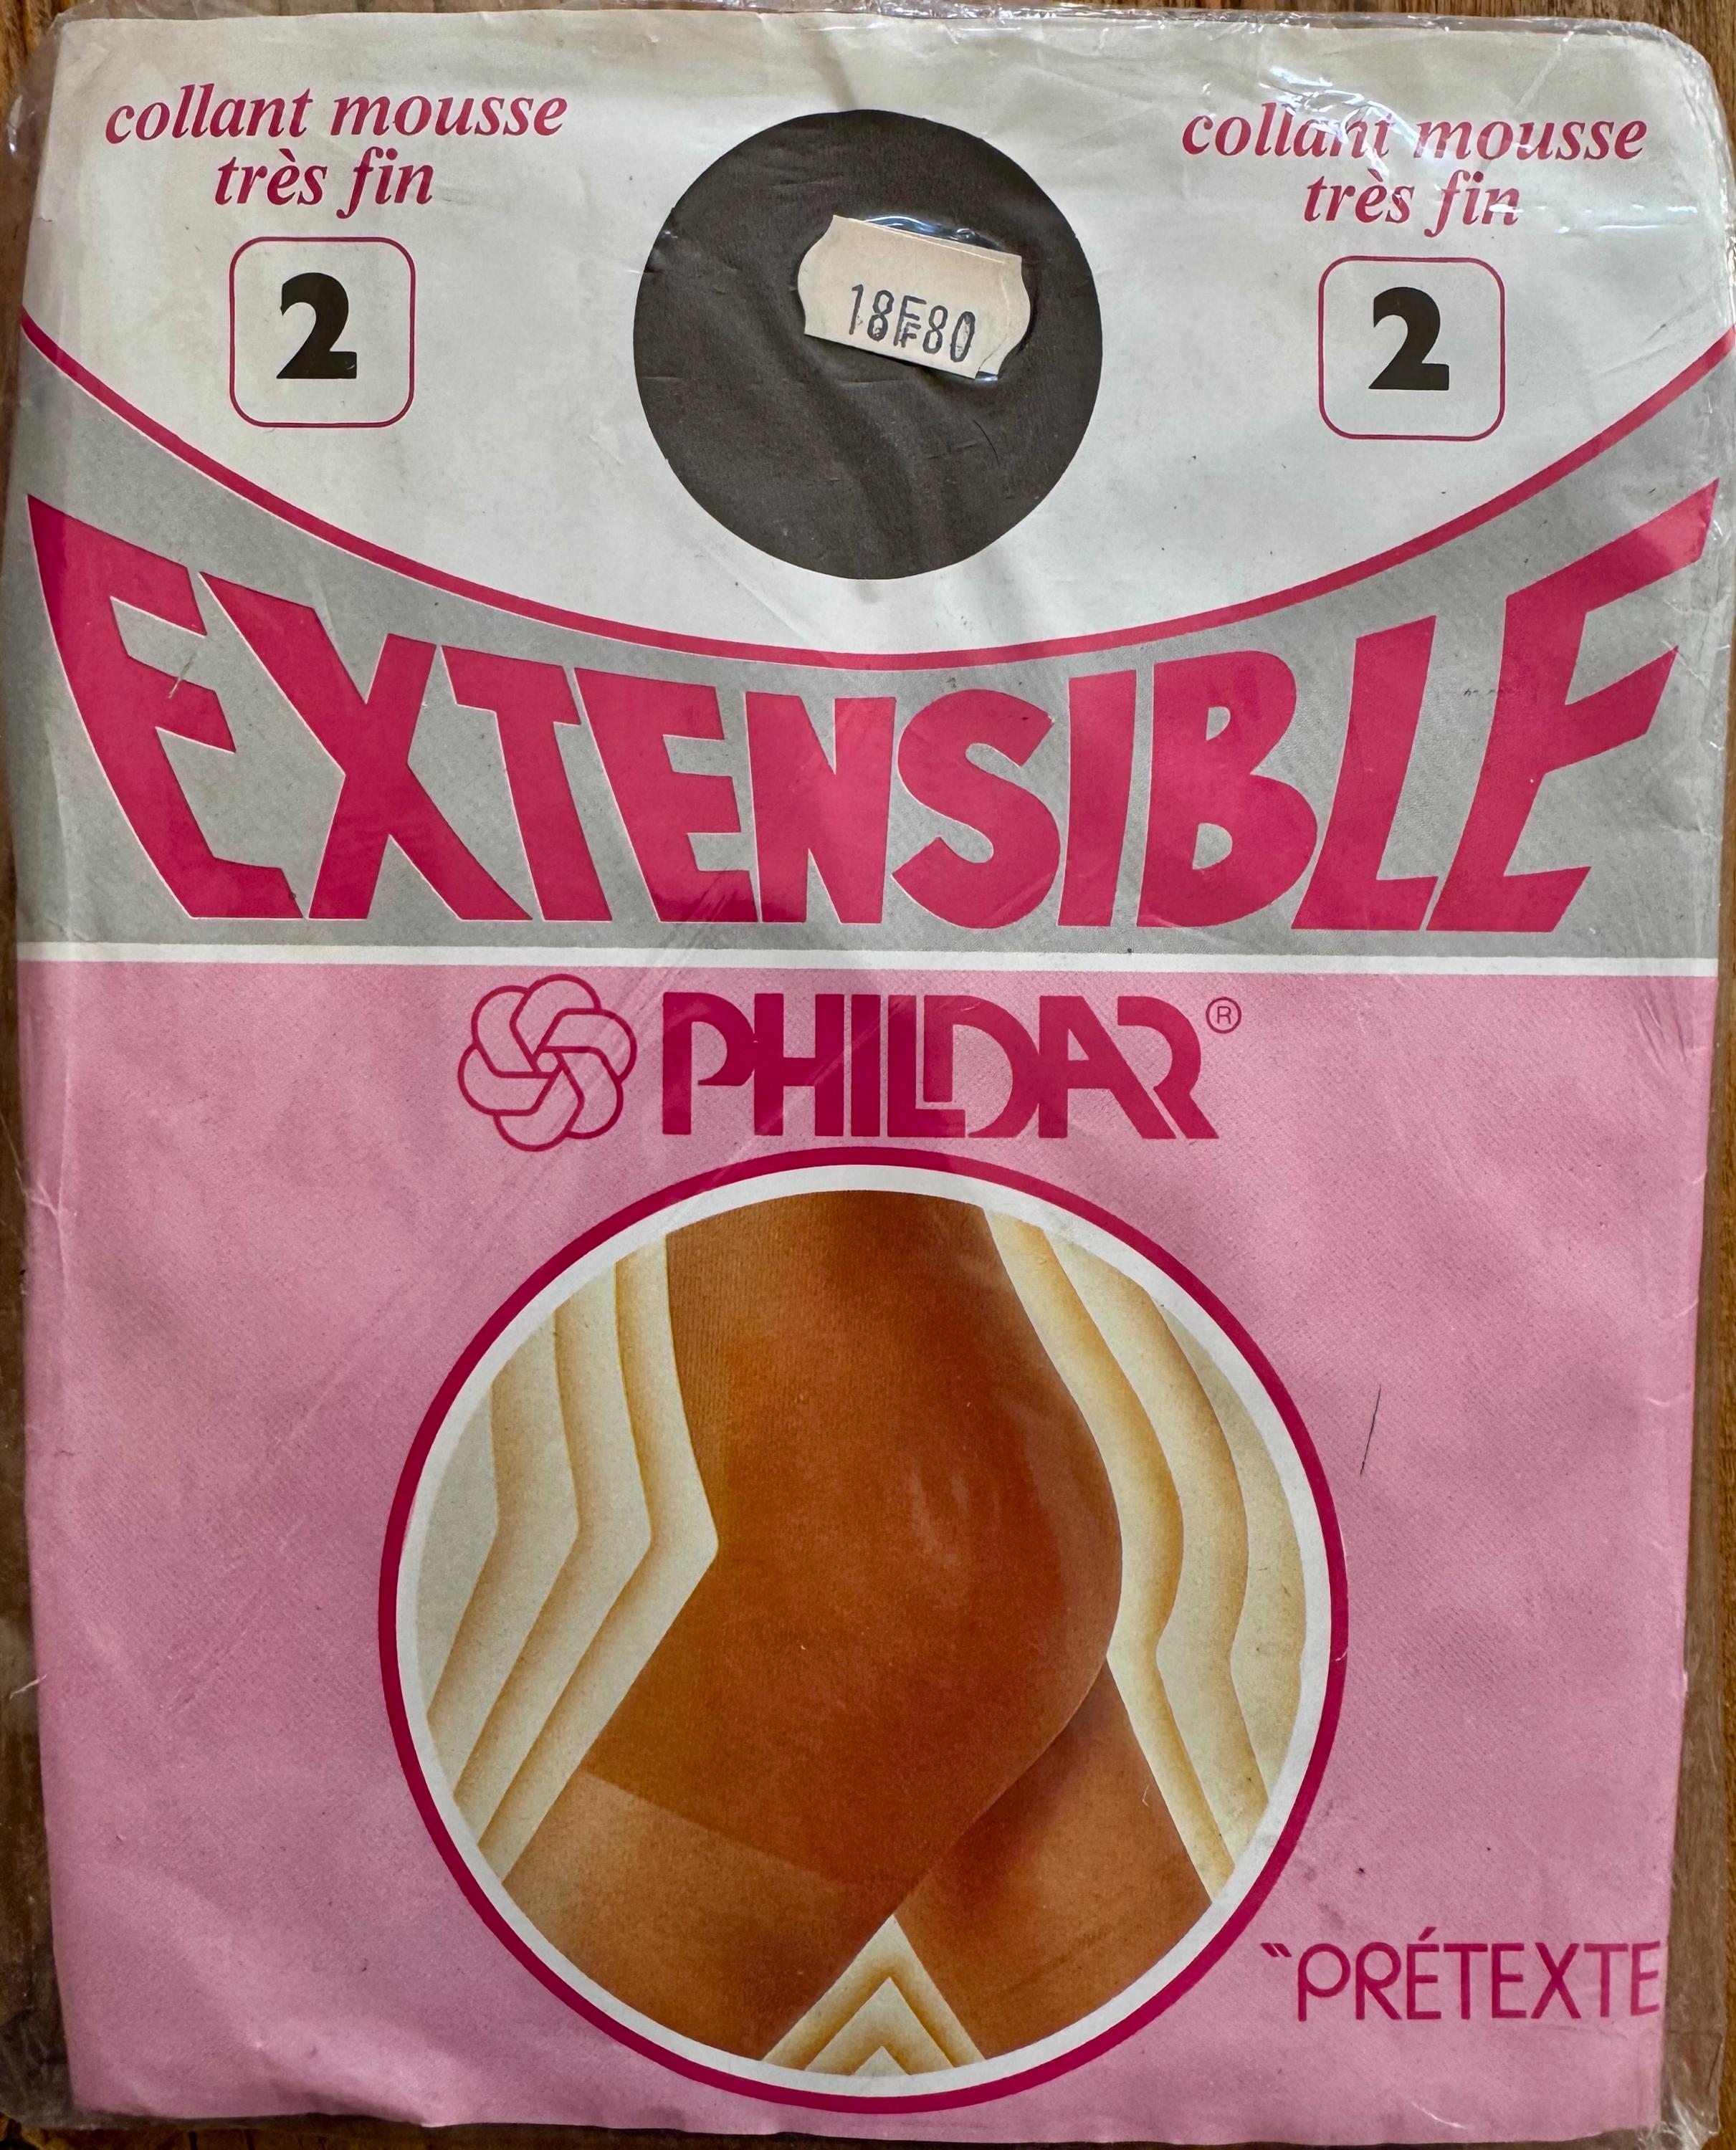 collant mousse
très fin
2
collant mousse
très fin
2
18F80
EXTENSIBLE
PHILDAR®
"PRÉTEXTE